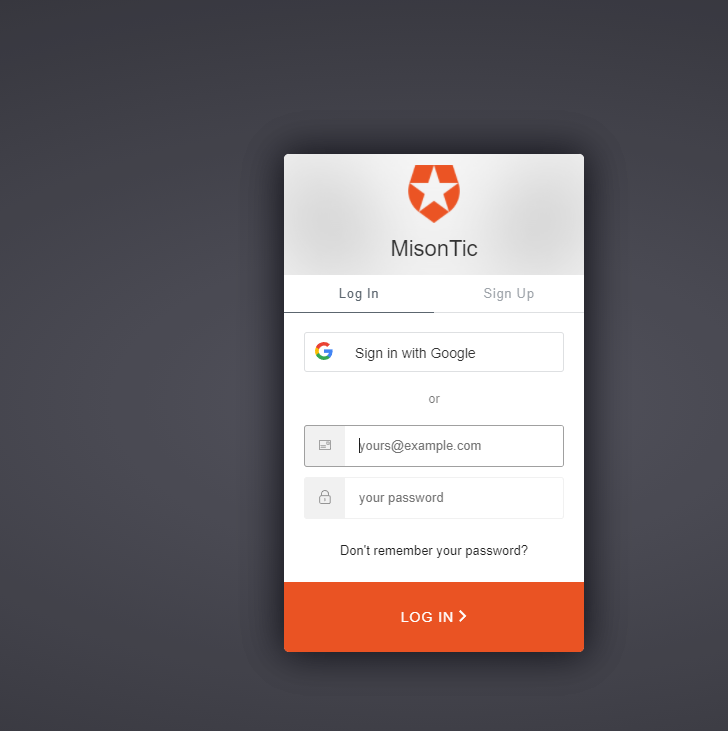 MisonTic
Log In
Sign Up
Sign in with Google
or
yours@example.com
your password
Don't remember your password?
LOG IN